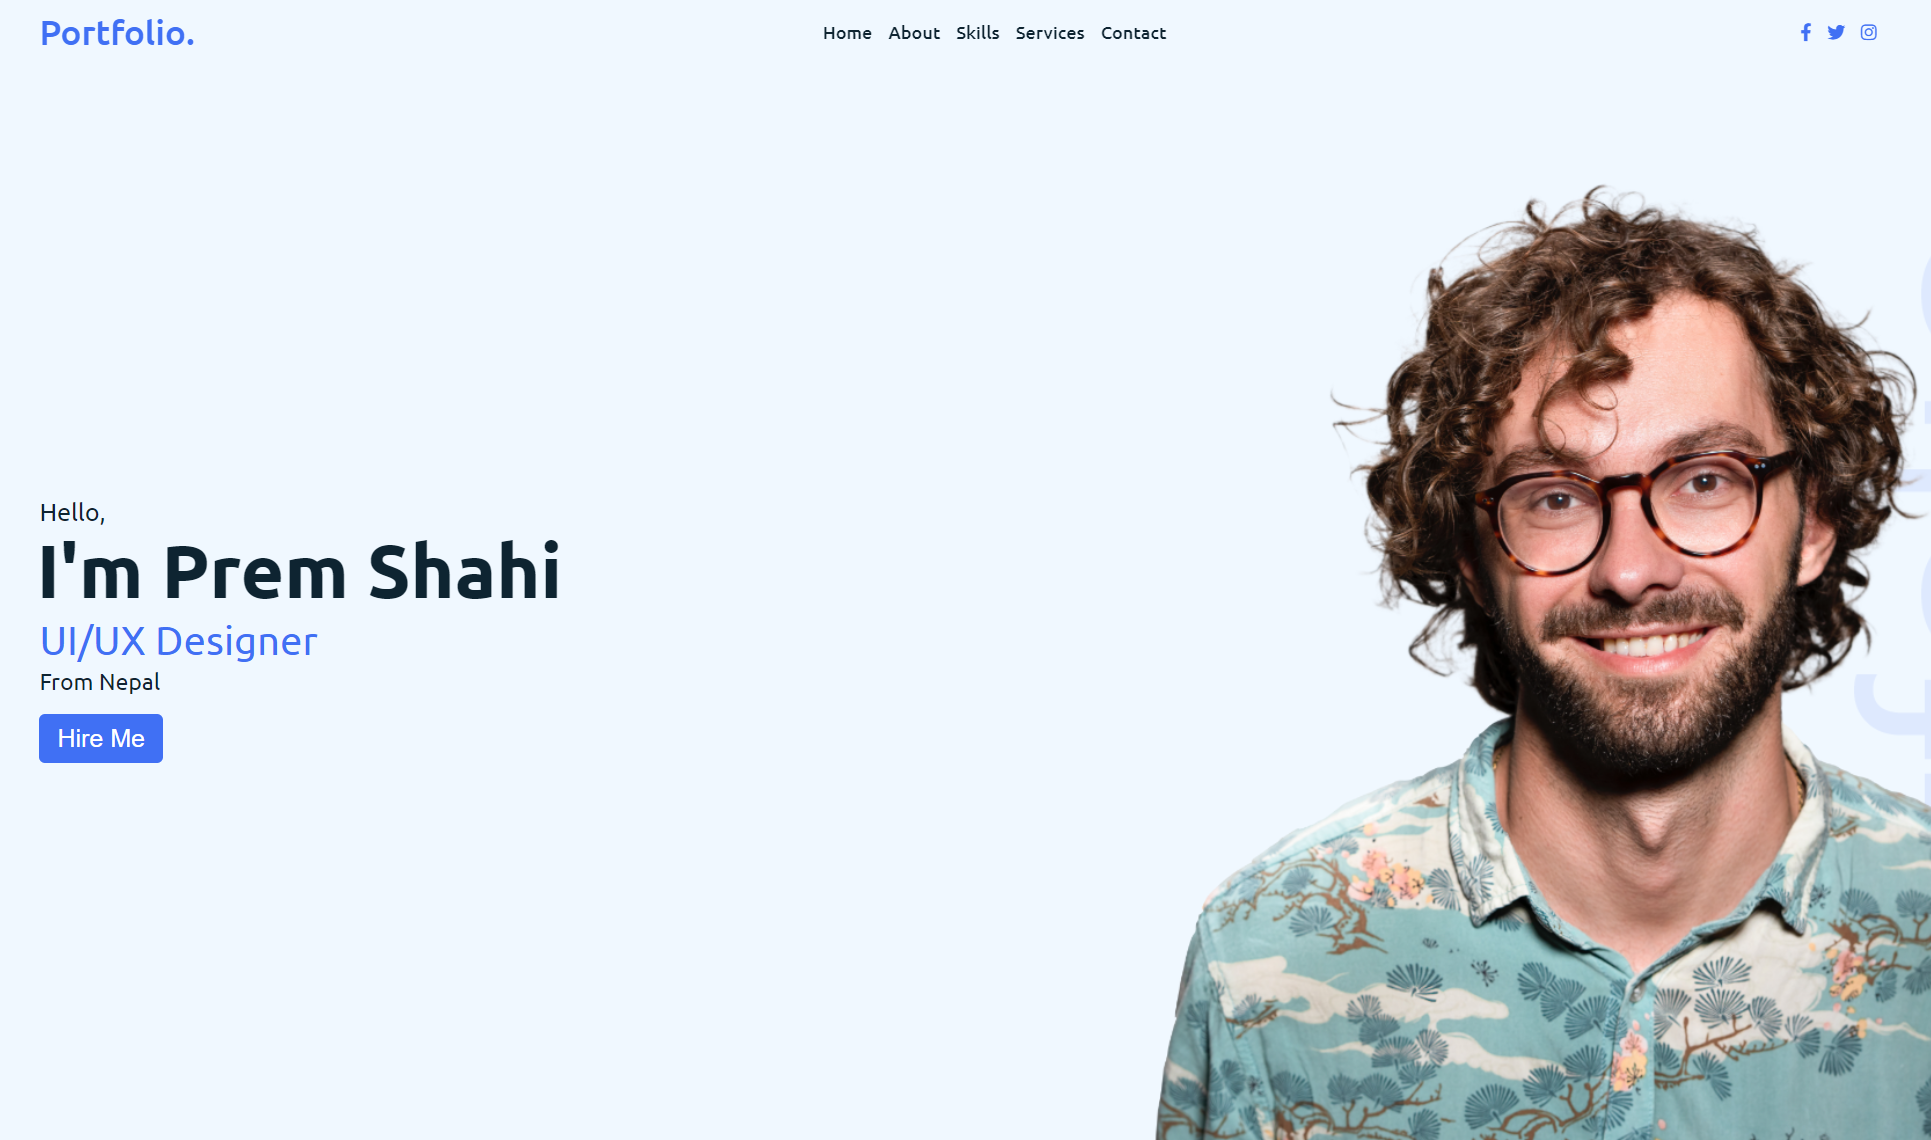 Portfolio.
Home About Skills Services Contact
Hello,
I'm Prem Shahi
UI/UX Designer
From Nepal
Hire Me